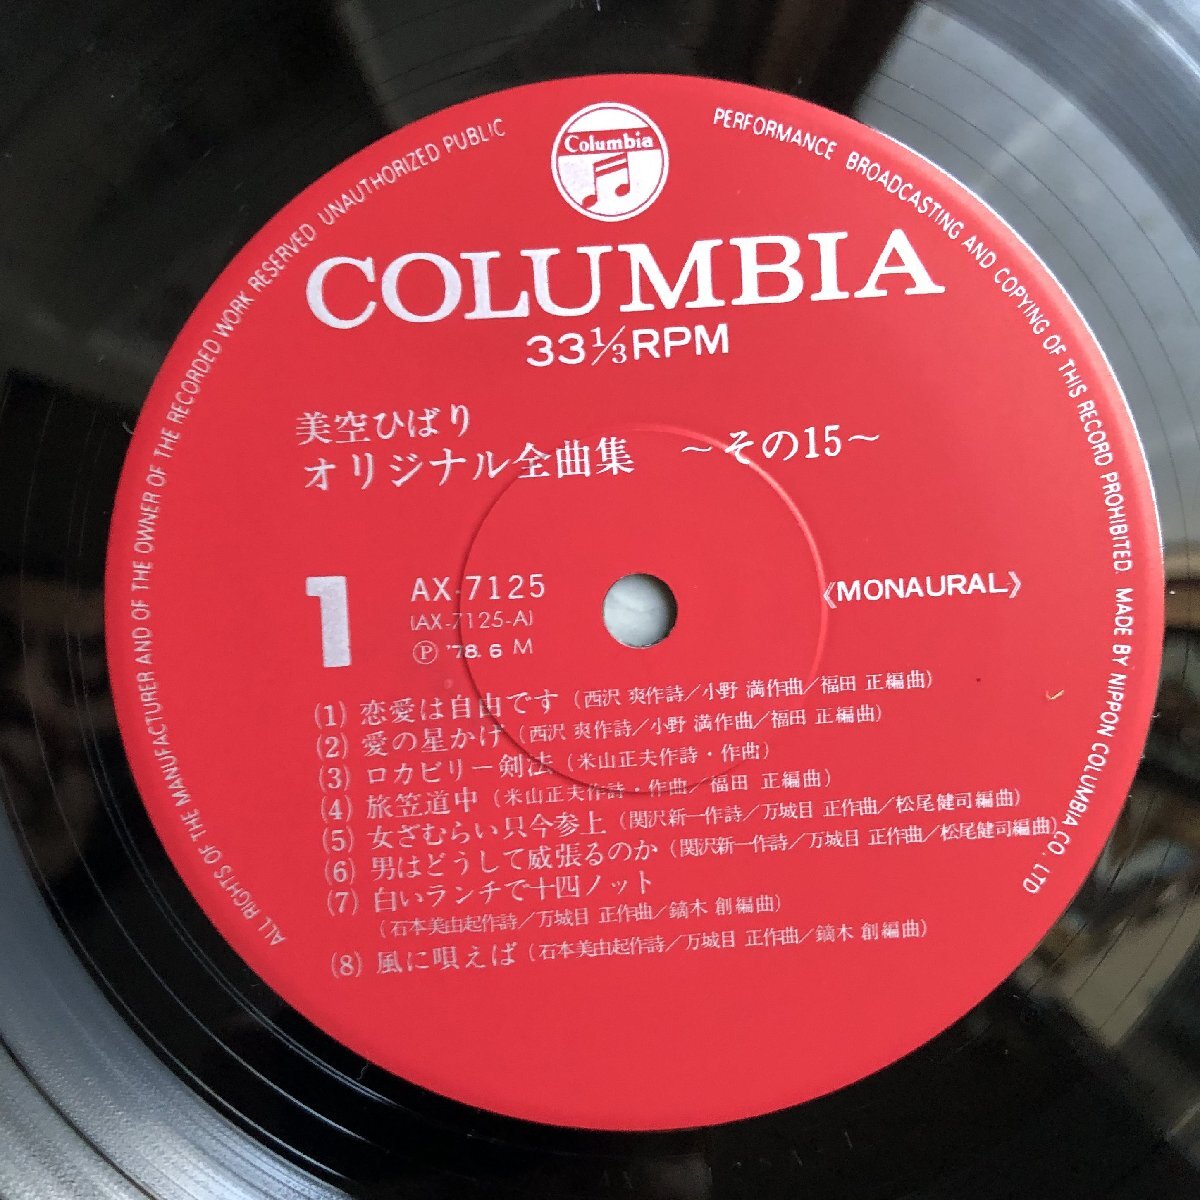 Columbia
COLUMBIA
33⅓RPM
美空ひばり
オリジナル全曲集 〜その15〜
1
AX-7125
(AX-7125-A)
Ⓟ '78. 6 M
《MONAURAL》
(1) 恋愛は自由です (西沢 爽作詩/小野 満作曲/福田 正編曲)
(2) 愛の星かげ (西沢 爽作詩/小野 満作曲/福田 正編曲)
(3) ロカビリー剣法 (米山正夫作詩・作曲)
(4) 旅笠道中 (米山正夫作詩・作曲/福田 正編曲)
(5) 女ざむらい只今参上 (関沢新一作詩/万城目 正作曲/松尾健司編曲)
(6) 男はどうして威張るのか (関沢新一作詩/万城目 正作曲/松尾健司編曲)
(7) 白いランチで十四ノット
(石本美由起作詩/万城目 正作曲/鏑木 創編曲)
(8) 風に唄えば (石本美由起作詩/万城目 正作曲/鏑木 創編曲)
ALL RIGHTS OF THE MANUFACTURER AND OF THE OWNER OF THE RECORDED WORK RESERVED UNAUTHORIZED PUBLIC PERFORMANCE BROADCASTING AND COPYING OF THIS RECORD PROHIBITED. MADE BY NIPPON COLUMBIA CO. LTD